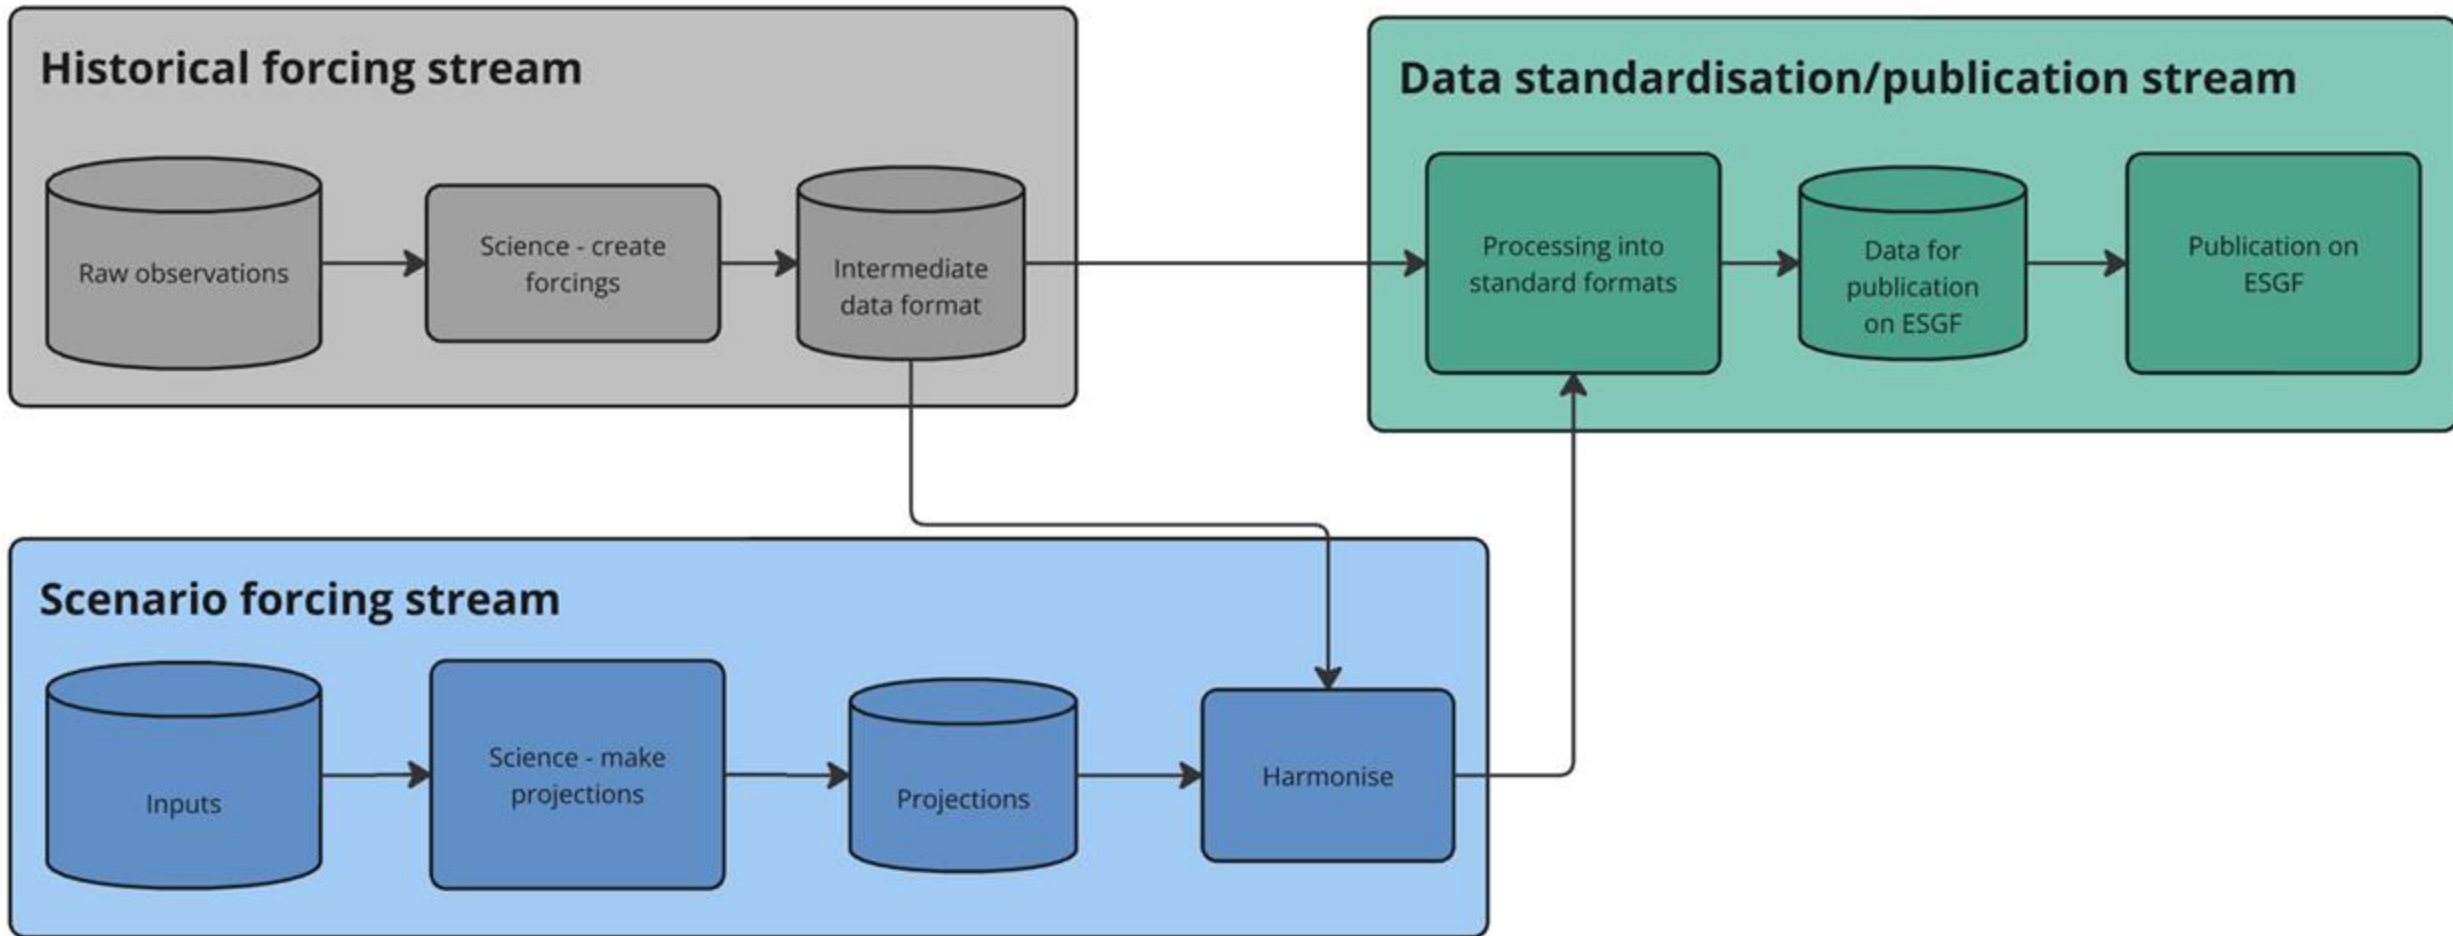 Historical forcing stream
Raw observations
Science - create
forcings
Intermediate
data format
Data standardisation/publication stream
Processing into
standard formats
Data for
publication
on ESGF
Publication on
ESGF
Scenario forcing stream
Inputs
Science - make
projections
Projections
Harmonise